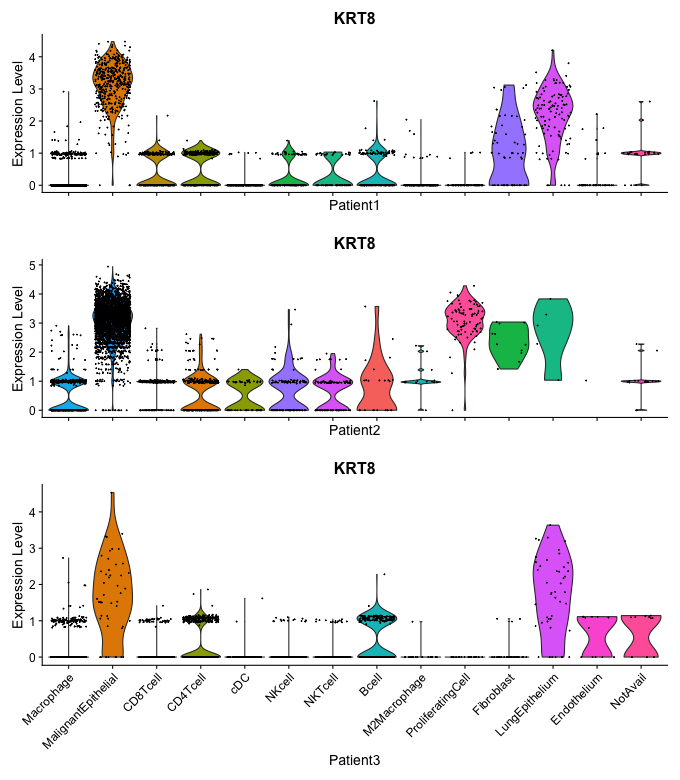 KRT8
Expression Level
4
3
2
1
0
Patient1
KRT8
Expression Level
5
4
3
2
1
0
Patient2
KRT8
Expression Level
4
3
2
1
0
Macrophage
MalignantEpithelial
CD8Tcell
CD4Tcell
cDC
NKcell
NKTcell
Bcell
M2Macrophage
ProliferatingCell
Fibroblast
LungEpithelium
Endothelium
NotAvail
Patient3